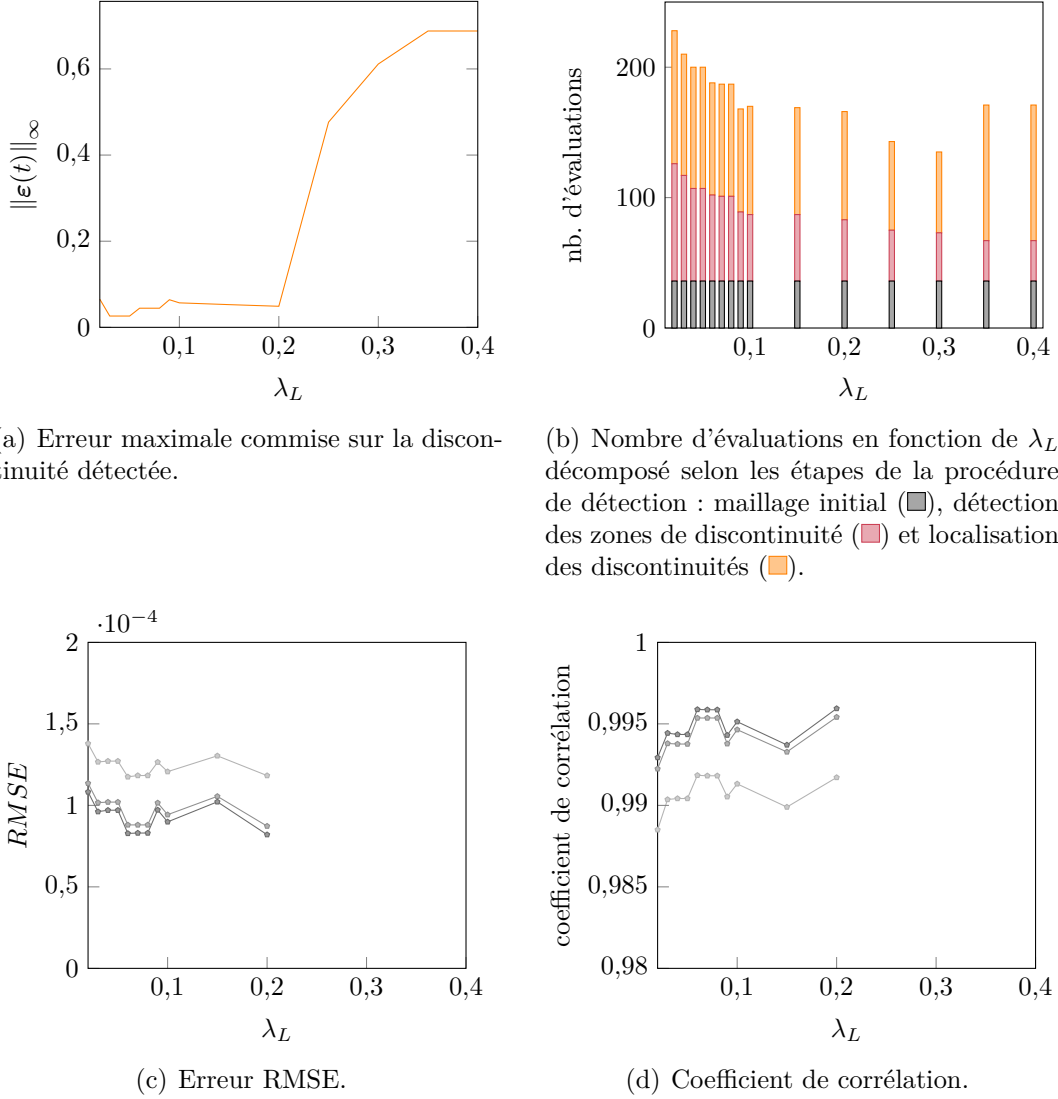 0,6
0,4
0,2
0
0,1
0,2
0,3
0,4
‖ε(t)‖∞
λ_L
200
100
0
0,1
0,2
0,3
0,4
nb. d'évaluations
λ_L
a) Erreur maximale commise sur la discon-
tinuité détectée.
(b) Nombre d'évaluations en fonction de λ_L
décomposé selon les étapes de la procédure
de détection : maillage initial (), détection
des zones de discontinuité () et localisation
des discontinuités ().
·10⁻⁴
2
1,5
1
0,5
0
0,1
0,2
0,3
0,4
RMSE
λ_L
(c) Erreur RMSE.
1
0,995
0,99
0,985
0,98
0,1
0,2
0,3
0,4
coefficient de corrélation
λ_L
(d) Coefficient de corrélation.